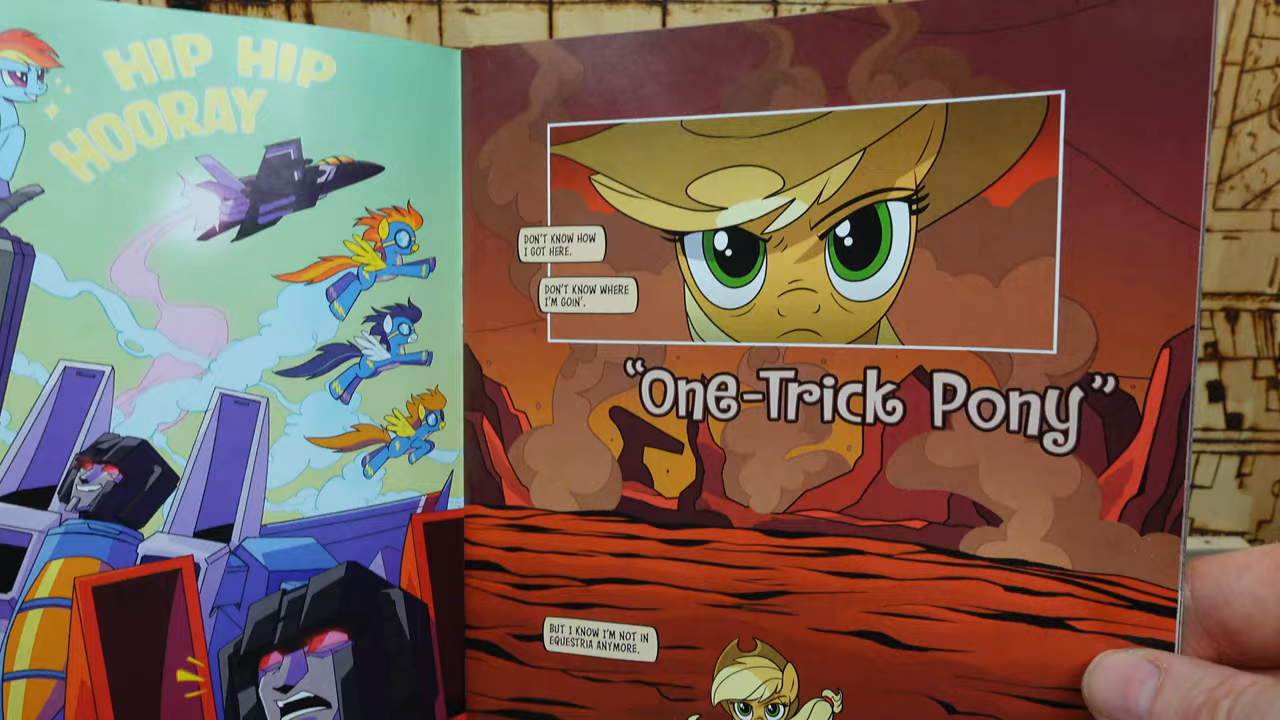 HIP HIP
HOORAY
DON'T KNOW HOW
I GOT HERE.
DON'T KNOW WHERE
I'M GOIN'.
"One-Trick Pony"
BUT I KNOW I'M NOT IN
EQUESTRIA ANYMORE.